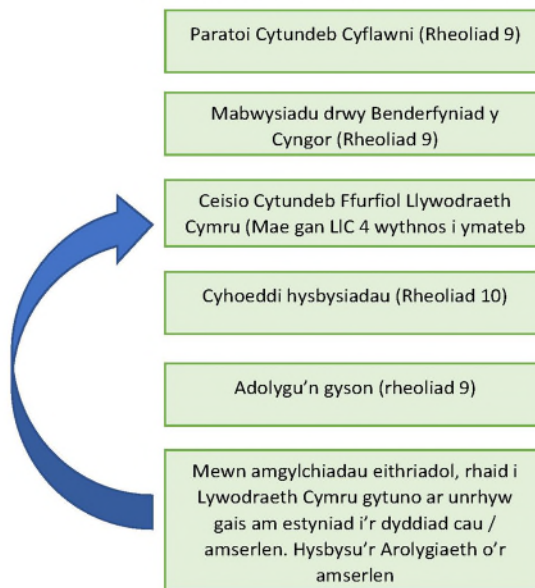 Paratoi Cytundeb Cyflawni (Rheoliad 9)
Mabwysiadu drwy Benderfyniad y
Cyngor (Rheoliad 9)
Ceisio Cytundeb Ffurfiol Llywodraeth
Cymru (Mae gan LlC 4 wythnos i ymateb
Cyhoeddi hysbysiadau (Rheoliad 10)
Adolygu'n gyson (rheoliad 9)
Mewn amgylchiadau eithriadol, rhaid i
Lywodraeth Cymru gytuno ar unrhyw
gais am estyniad i'r dyddiad cau /
amserlen. Hysbysu'r Arolygiaeth o'r
amserlen